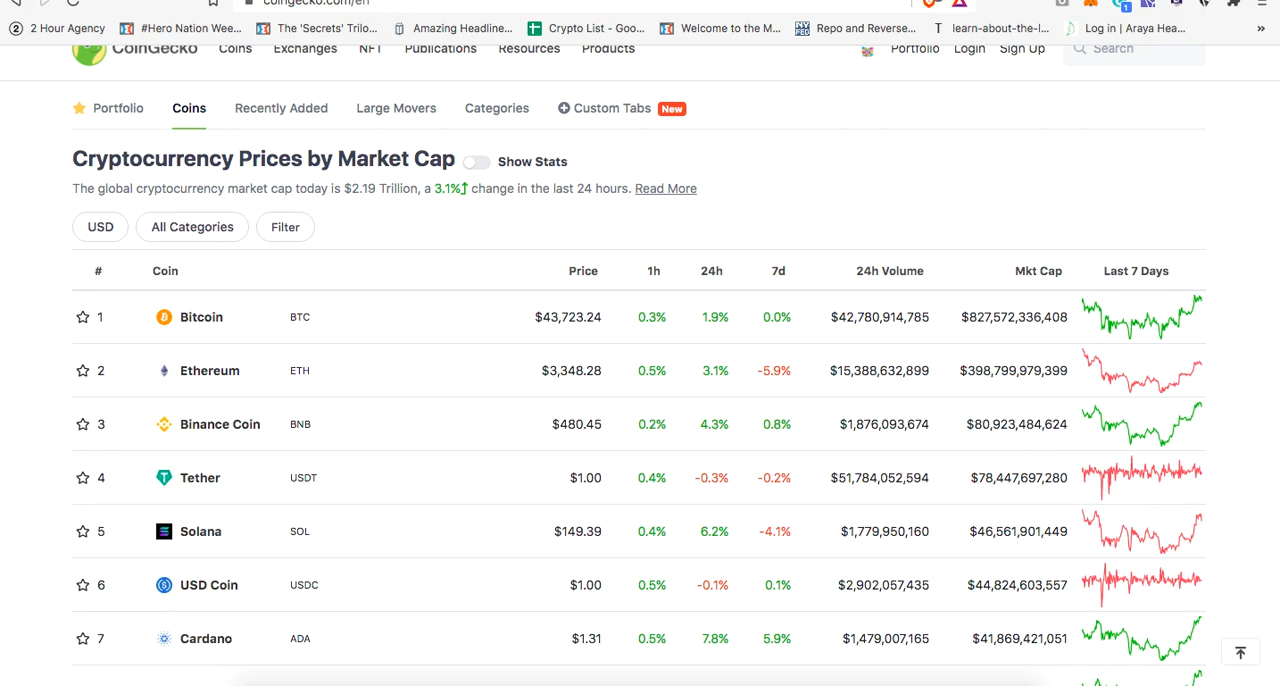 coingecko.com/en
2 Hour Agency #Hero Nation Wee... The 'Secrets' Trilo... Amazing Headline... Crypto List - Goo... Welcome to the M... Repo and Reverse... learn-about-the-l... Log in | Araya Hea... »
CoinGecko Coins Exchanges NFT Publications Resources Products Portfolio Login Sign Up Search
Portfolio Coins Recently Added Large Movers Categories Custom Tabs New
Cryptocurrency Prices by Market Cap Show Stats
The global cryptocurrency market cap today is $2.19 Trillion, a 3.1% change in the last 24 hours. Read More
USD All Categories Filter
# Coin Price 1h 24h 7d 24h Volume Mkt Cap Last 7 Days
1 Bitcoin BTC $43,723.24 0.3% 1.9% 0.0% $42,780,914,785 $827,572,336,408
2 Ethereum ETH $3,348.28 0.5% 3.1% -5.9% $15,388,632,899 $398,799,979,399
3 Binance Coin BNB $480.45 0.2% 4.3% 0.8% $1,876,093,674 $80,923,484,624
4 Tether USDT $1.00 0.4% -0.3% -0.2% $51,784,052,594 $78,447,697,280
5 Solana SOL $149.39 0.4% 6.2% -4.1% $1,779,950,160 $46,561,901,449
6 USD Coin USDC $1.00 0.5% -0.1% 0.1% $2,902,057,435 $44,824,603,557
7 Cardano ADA $1.31 0.5% 7.8% 5.9% $1,479,007,165 $41,869,421,051